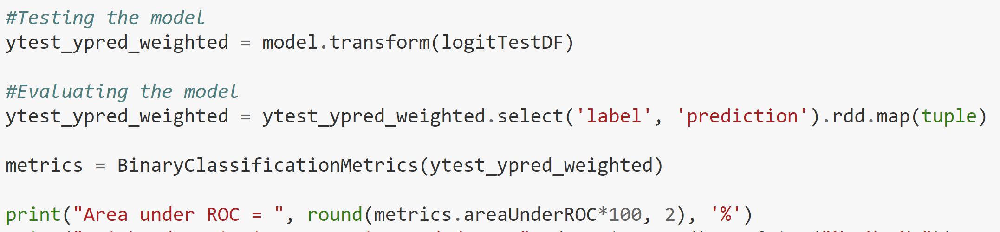 #Testing the model
ytest_ypred_weighted = model.transform(logitTestDF)
#Evaluating the model
ytest_ypred_weighted = ytest_ypred_weighted.select('label', 'prediction').rdd.map(tuple)
metrics = BinaryClassificationMetrics(ytest_ypred_weighted)
print("Area under ROC = ", round(metrics.areaUnderROC*100, 2), '%')